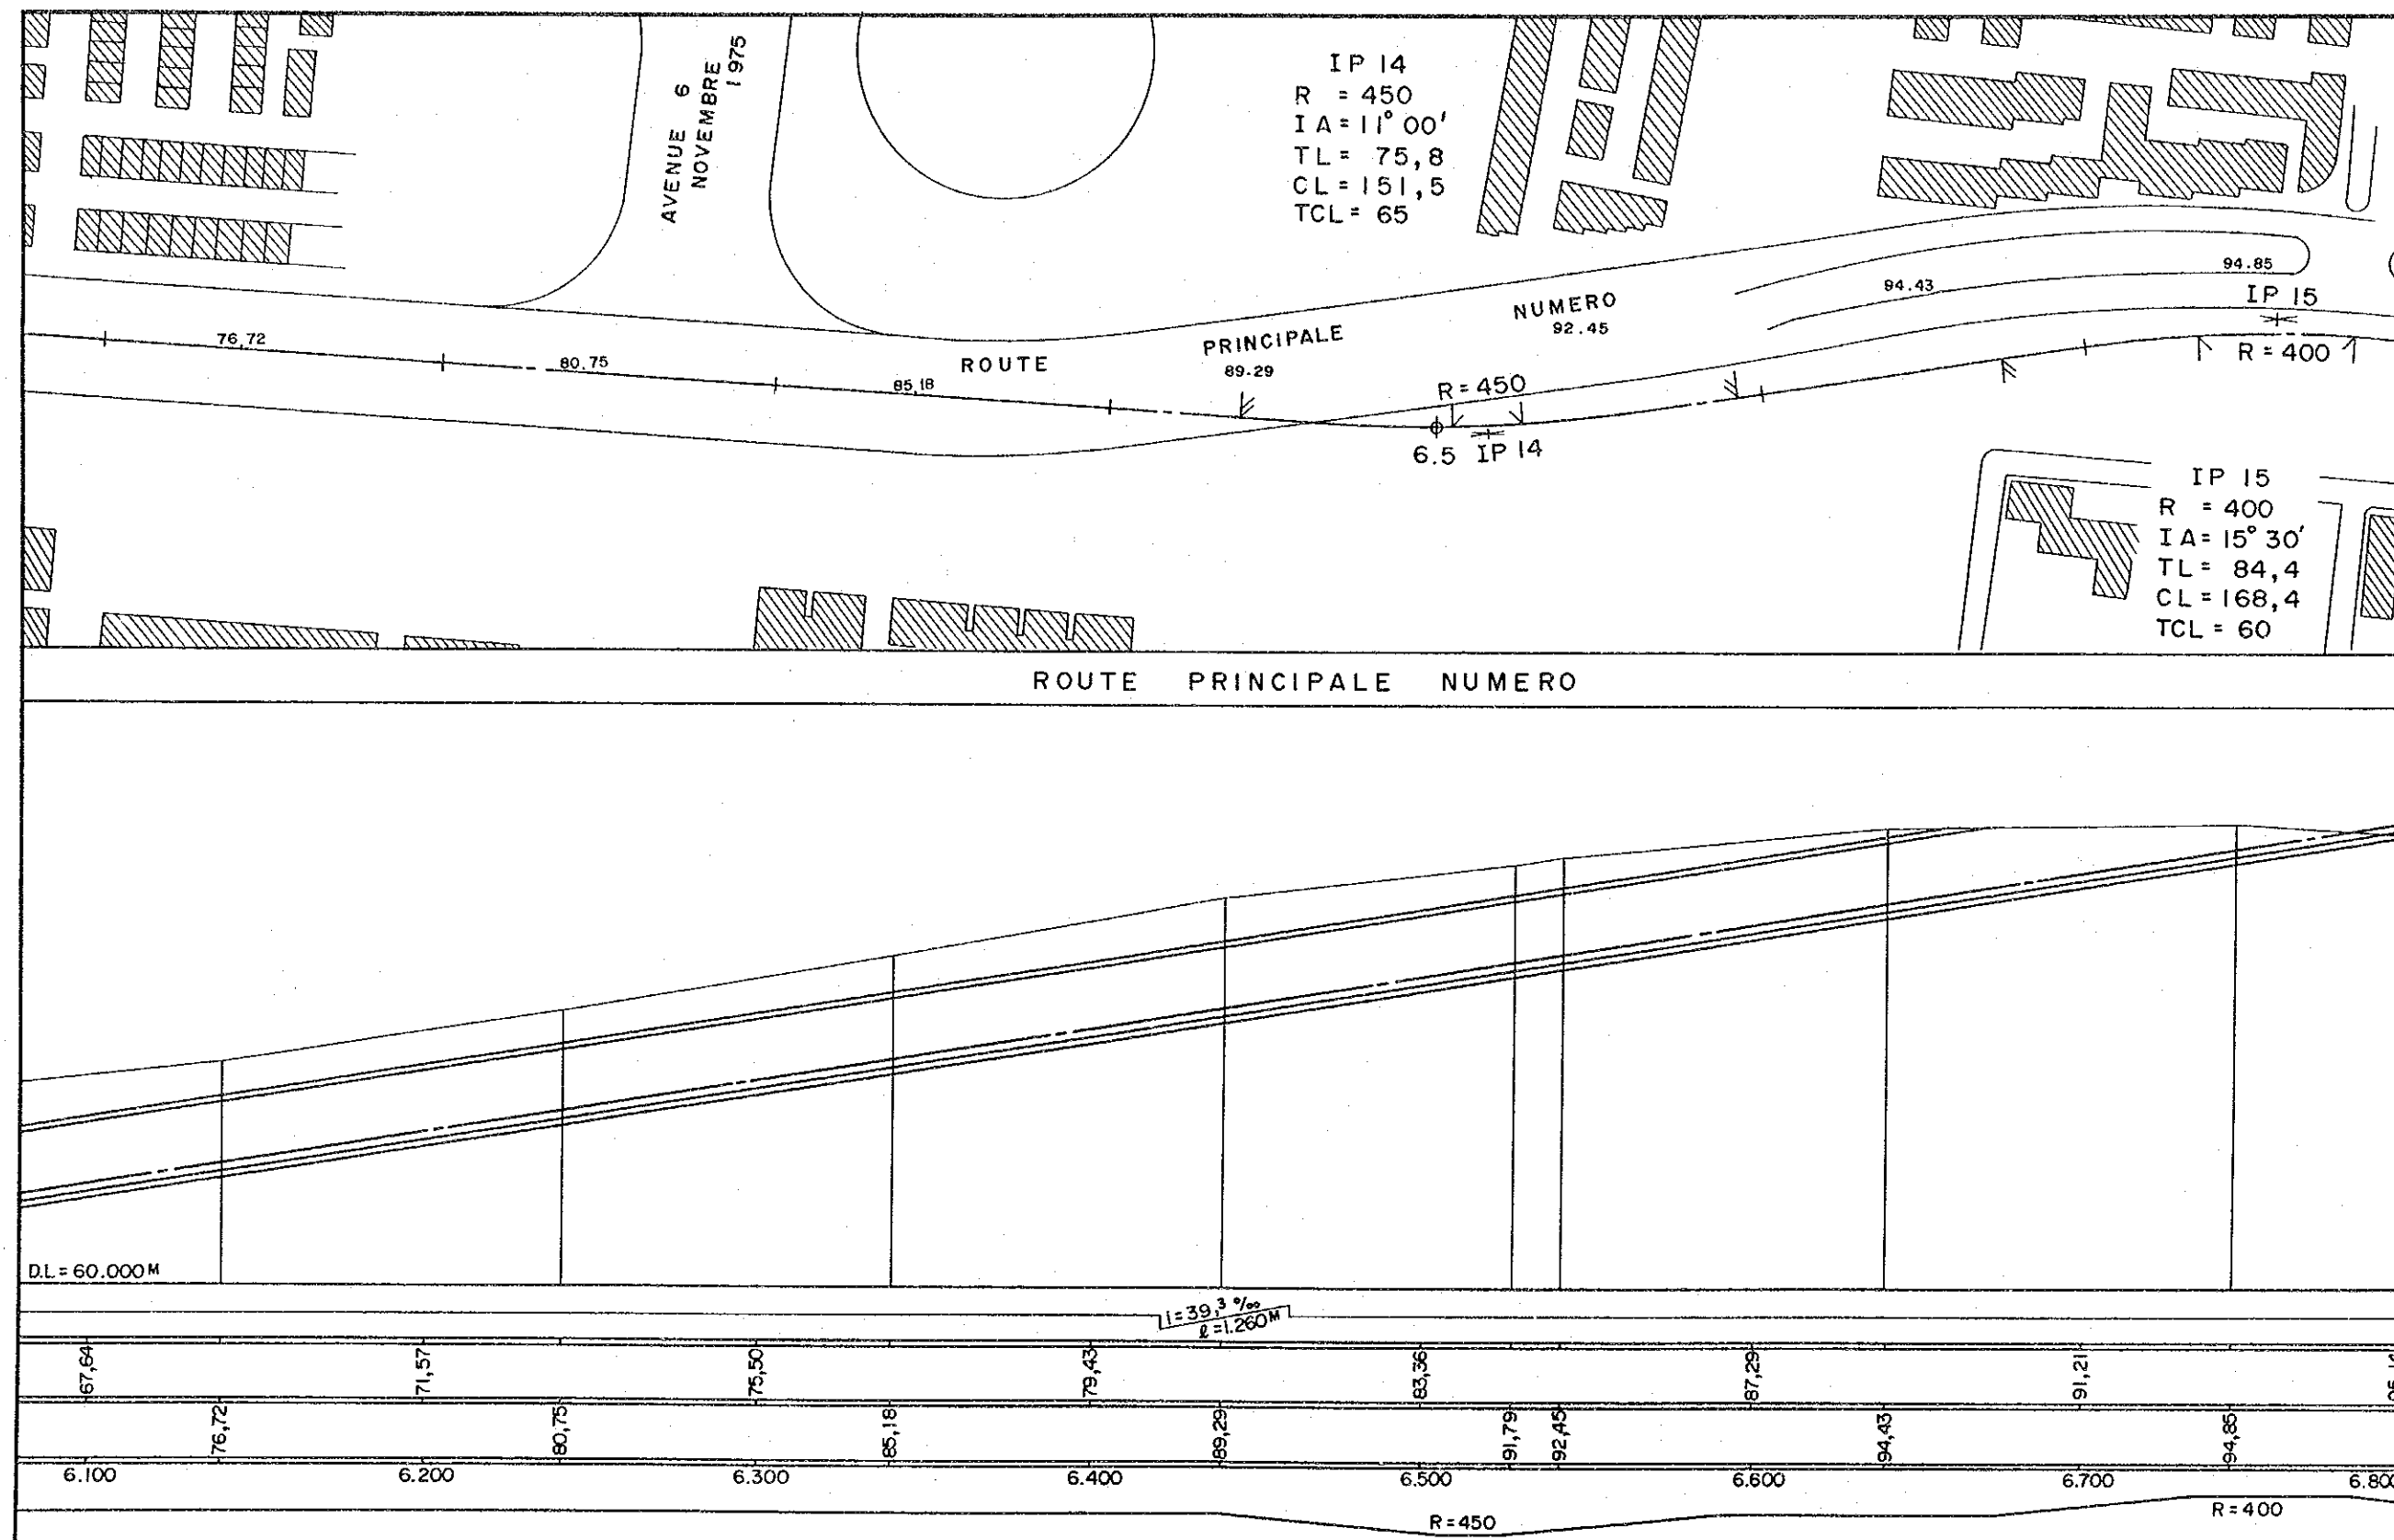 AVENUE 6
NOVEMBRE
1975
IP 14
R = 450
IA = 11° 00'
TL = 75,8
CL = 151,5
TCL = 65
76,72
80.75
85,18
ROUTE PRINCIPALE NUMERO
89.29
92.45
94.43
94.85
IP 15
R = 400
R = 450
6.5 IP 14
IP 15
R = 400
IA = 15° 30'
TL = 84,4
CL = 168,4
TCL = 60
ROUTE PRINCIPALE NUMERO
D.L = 60.000 M
i = 39,3 ‰
ℓ = 1.260 M
67,64 71,57 75,50 79,43 83,36 87,29 91,21
76,72 80,75 85,18 89,29 91,79 92,45 94,43 94,85
6.100 6.200 6.300 6.400 6.500 6.600 6.700 6.800
R = 450 R = 400